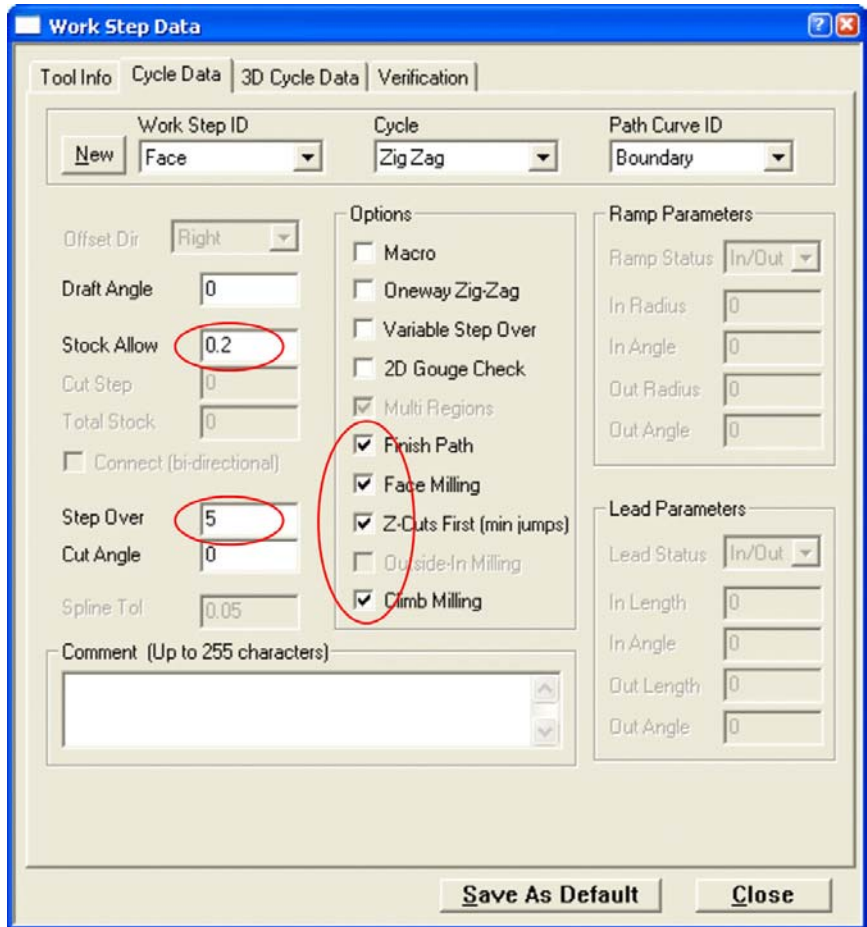 Work Step Data
Tool Info Cycle Data 3D Cycle Data Verification
Work Step ID Cycle Path Curve ID
New Face Zig Zag Boundary
Offset Dir Right
Draft Angle 0
Stock Allow 0.2
Cut Step 0
Total Stock 0
Connect (bi-directional)
Step Over 5
Cut Angle 0
Spline Tol 0.05
Options
Macro
Oneway Zig-Zag
Variable Step Over
2D Gouge Check
Multi Regions
Finish Path
Face Milling
Z-Cuts First (min jumps)
Outside-In Milling
Climb Milling
Ramp Parameters
Ramp Status In/Out
In Radius 0
In Angle 0
Out Radius 0
Out Angle 0
Lead Parameters
Lead Status In/Out
In Length 0
In Angle 0
Out Length 0
Out Angle 0
Comment (Up to 255 characters)
Save As Default Close